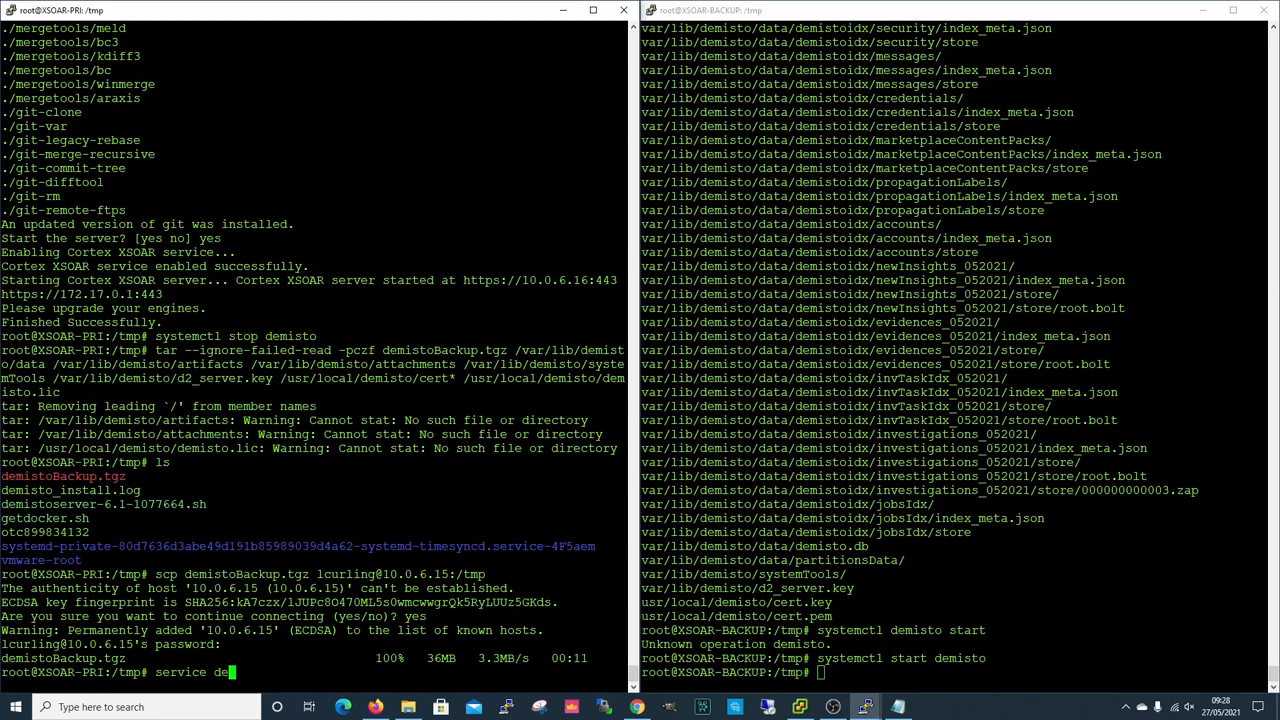 root@XSOAR-PRI: /tmp
./mergetools/meld
./mergetools/bc3
./mergetools/kdiff3
./mergetools/bc
./mergetools/winmerge
./mergetools/araxis
./git-clone
./git-var
./git-legacy-rebase
./git-merge-recursive
./git-commit-tree
./git-difftool
./git-rm
./git-remote-ftps
An updated version of git was installed.
Start the server? [yes no] yes
Enabling Cortex XSOAR service...
Cortex XSOAR service enabled successfully.
Starting Cortex XSOAR server... Cortex XSOAR server started at https://10.0.6.16:443
https://172.17.0.1:443
Please upgrade your engines.
Finished Successfully.
root@XSOAR-PRI:/tmp# systemctl stop demisto
root@XSOAR-PRI:/tmp# tar --ignore-failed-read -pczf demistoBackup.tgz /var/lib/demist
o/data /var/lib/demisto/artifacts /var/lib/demisto/attachments /var/lib/demisto/syste
mTools /var/lib/demisto/d2_server.key /usr/local/demisto/cert* /usr/local/demisto/dem
isto.lic
tar: Removing leading `/' from member names
tar: /var/lib/demisto/artifacts: Warning: Cannot stat: No such file or directory
tar: /var/lib/demisto/attachments: Warning: Cannot stat: No such file or directory
tar: /usr/local/demisto/demisto.lic: Warning: Cannot stat: No such file or directory
root@XSOAR-PRI:/tmp# ls
demistoBackup.tgz
demisto_install.log
demistoserver-6.1-1077664.sh
getdocker.sh
otc899834132
systemd-private-80d7636d3abe49d191b85989039d4a62-systemd-timesyncd.service-4F5aem
vmware-root
root@XSOAR-PRI:/tmp# scp demistoBackup.tgz lcurling@10.0.6.15:/tmp
The authenticity of host '10.0.6.15 (10.0.6.15)' can't be established.
ECDSA key fingerprint is SHA256:kA7czx/lJUPc8O470ML5s0wmcwwgrQk5RyLUUz5GKds.
Are you sure you want to continue connecting (yes/no)? yes
Warning: Permanently added '10.0.6.15' (ECDSA) to the list of known hosts.
lcurling@10.0.6.15's password:
demistoBackup.tgz 100% 36MB 3.3MB/s 00:11
root@XSOAR-PRI:/tmp# service de
root@XSOAR-BACKUP: /tmp
var/lib/demisto/data/demistoidx/security/index_meta.json
var/lib/demisto/data/demistoidx/security/store
var/lib/demisto/data/demistoidx/messages/
var/lib/demisto/data/demistoidx/messages/index_meta.json
var/lib/demisto/data/demistoidx/messages/store
var/lib/demisto/data/demistoidx/credentials/
var/lib/demisto/data/demistoidx/credentials/index_meta.json
var/lib/demisto/data/demistoidx/credentials/store
var/lib/demisto/data/demistoidx/marketplaceContentPacks/
var/lib/demisto/data/demistoidx/marketplaceContentPacks/index_meta.json
var/lib/demisto/data/demistoidx/marketplaceContentPacks/store
var/lib/demisto/data/demistoidx/propagationLabels/
var/lib/demisto/data/demistoidx/propagationLabels/index_meta.json
var/lib/demisto/data/demistoidx/propagationLabels/store
var/lib/demisto/data/demistoidx/accounts/
var/lib/demisto/data/demistoidx/accounts/index_meta.json
var/lib/demisto/data/demistoidx/accounts/store
var/lib/demisto/data/demistoidx/newInsights_052021/
var/lib/demisto/data/demistoidx/newInsights_052021/index_meta.json
var/lib/demisto/data/demistoidx/newInsights_052021/store/
var/lib/demisto/data/demistoidx/newInsights_052021/store/root.bolt
var/lib/demisto/data/demistoidx/evidences_052021/
var/lib/demisto/data/demistoidx/evidences_052021/index_meta.json
var/lib/demisto/data/demistoidx/evidences_052021/store/
var/lib/demisto/data/demistoidx/evidences_052021/store/root.bolt
var/lib/demisto/data/demistoidx/invTaskIdx_052021/
var/lib/demisto/data/demistoidx/invTaskIdx_052021/index_meta.json
var/lib/demisto/data/demistoidx/invTaskIdx_052021/store/
var/lib/demisto/data/demistoidx/invTaskIdx_052021/store/root.bolt
var/lib/demisto/data/demistoidx/investigations_052021/
var/lib/demisto/data/demistoidx/investigations_052021/index_meta.json
var/lib/demisto/data/demistoidx/investigations_052021/store/
var/lib/demisto/data/demistoidx/investigations_052021/store/root.bolt
var/lib/demisto/data/demistoidx/investigations_052021/store/000000000003.zap
var/lib/demisto/data/demistoidx/jobsIdx/
var/lib/demisto/data/demistoidx/jobsIdx/index_meta.json
var/lib/demisto/data/demistoidx/jobsIdx/store
var/lib/demisto/data/demisto.db
var/lib/demisto/data/partitionsData/
var/lib/demisto/systemTools/
var/lib/demisto/d2_server.key
usr/local/demisto/cert.key
usr/local/demisto/cert.pem
root@XSOAR-BACKUP:/tmp# systemctl demisto start
Unknown operation demisto.
root@XSOAR-BACKUP:/tmp# systemctl start demisto
root@XSOAR-BACKUP:/tmp#
Type here to search
09:28
27/05/2021